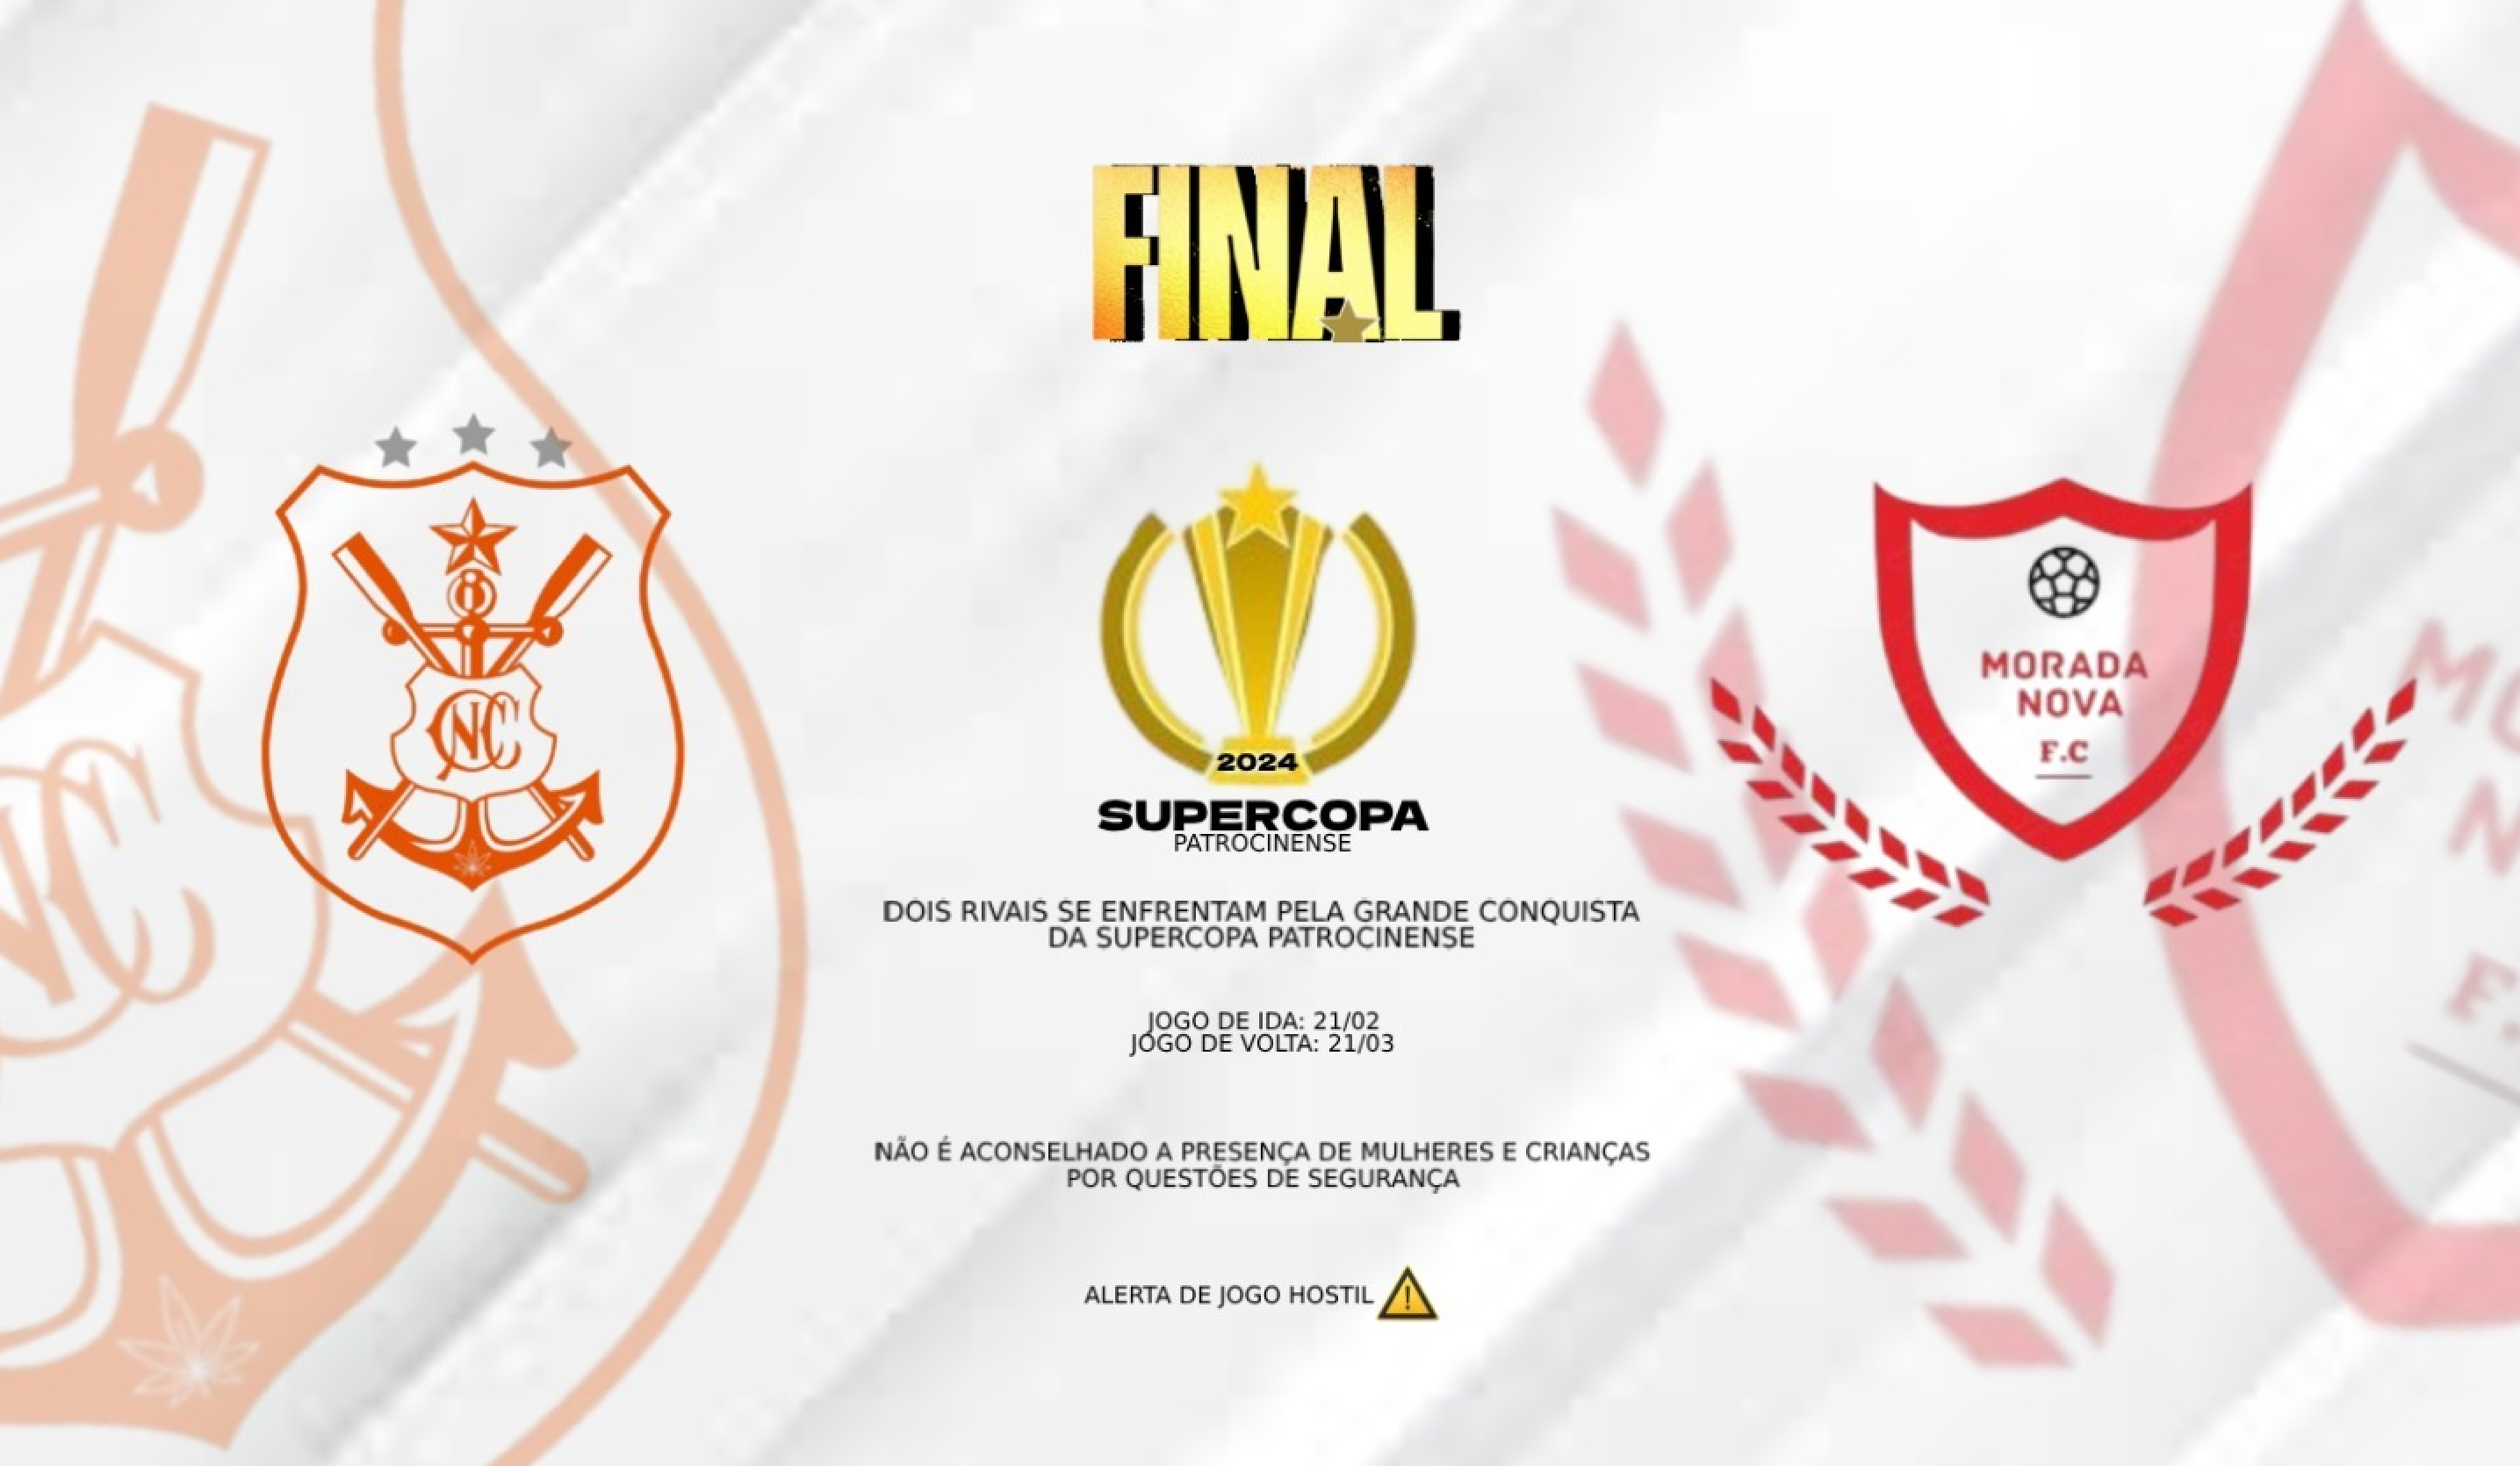 FINAL
CNC
MORADA
NOVA
F.C
2024
SUPERCOPA
PATROCINENSE
DOIS RIVAIS SE ENFRENTAM PELA GRANDE CONQUISTA
DA SUPERCOPA PATROCINENSE
JOGO DE IDA: 21/02
JOGO DE VOLTA: 21/03
NÃO É ACONSELHADO A PRESENÇA DE MULHERES E CRIANÇAS
POR QUESTÕES DE SEGURANÇA
ALERTA DE JOGO HOSTIL